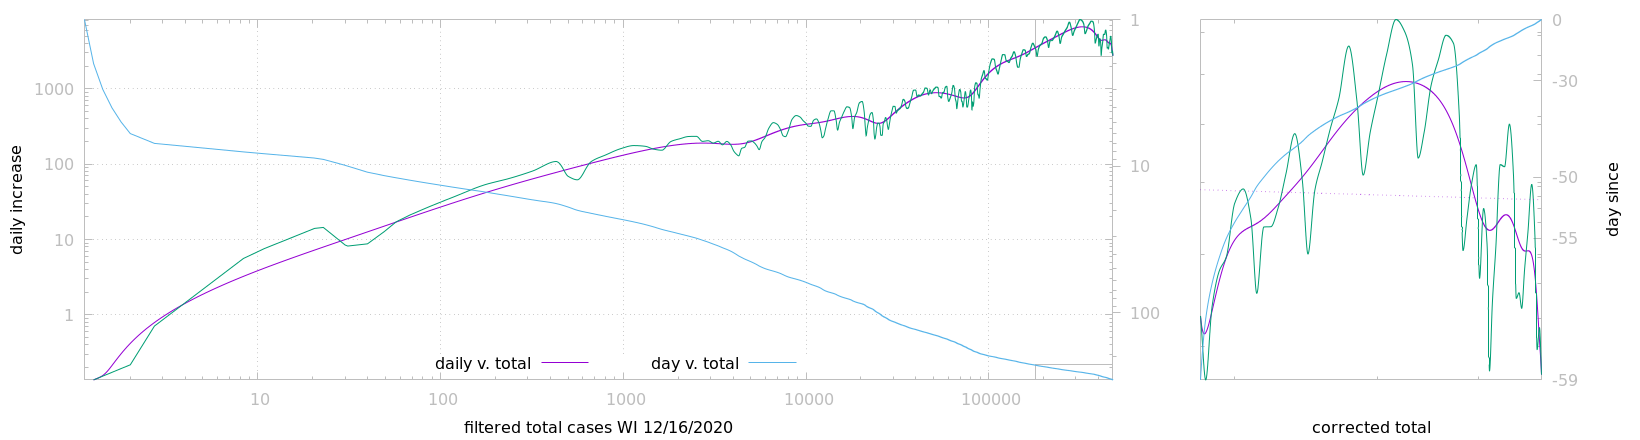 daily increase
1000
100
10
1
10
100
1000
10000
100000
filtered total cases WI 12/16/2020
daily v. total
day v. total
1
10
100
0
-30
-50
-55
-59
day since
corrected total